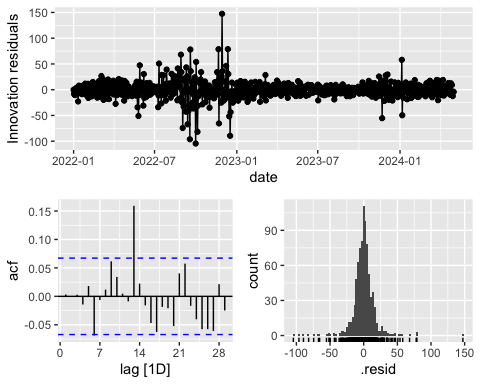 Innovation residuals
150
100
50
0
-50
-100
2022-01 2022-07 2023-01 2023-07 2024-01
date
acf
0.15
0.10
0.05
0.00
-0.05
0 7 14 21 28
lag [1D]
count
90
60
30
0
-100 -50 0 50 100 150
.resid